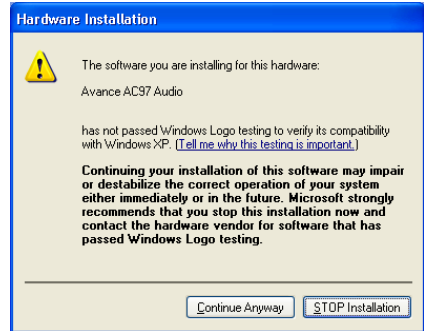 Hardware Installation
The software you are installing for this hardware:
Avance AC97 Audio
has not passed Windows Logo testing to verify its compatibility
with Windows XP. (Tell me why this testing is important.)
Continuing your installation of this software may impair
or destabilize the correct operation of your system
either immediately or in the future. Microsoft strongly
recommends that you stop this installation now and
contact the hardware vendor for software that has
passed Windows Logo testing.
Continue Anyway
STOP Installation